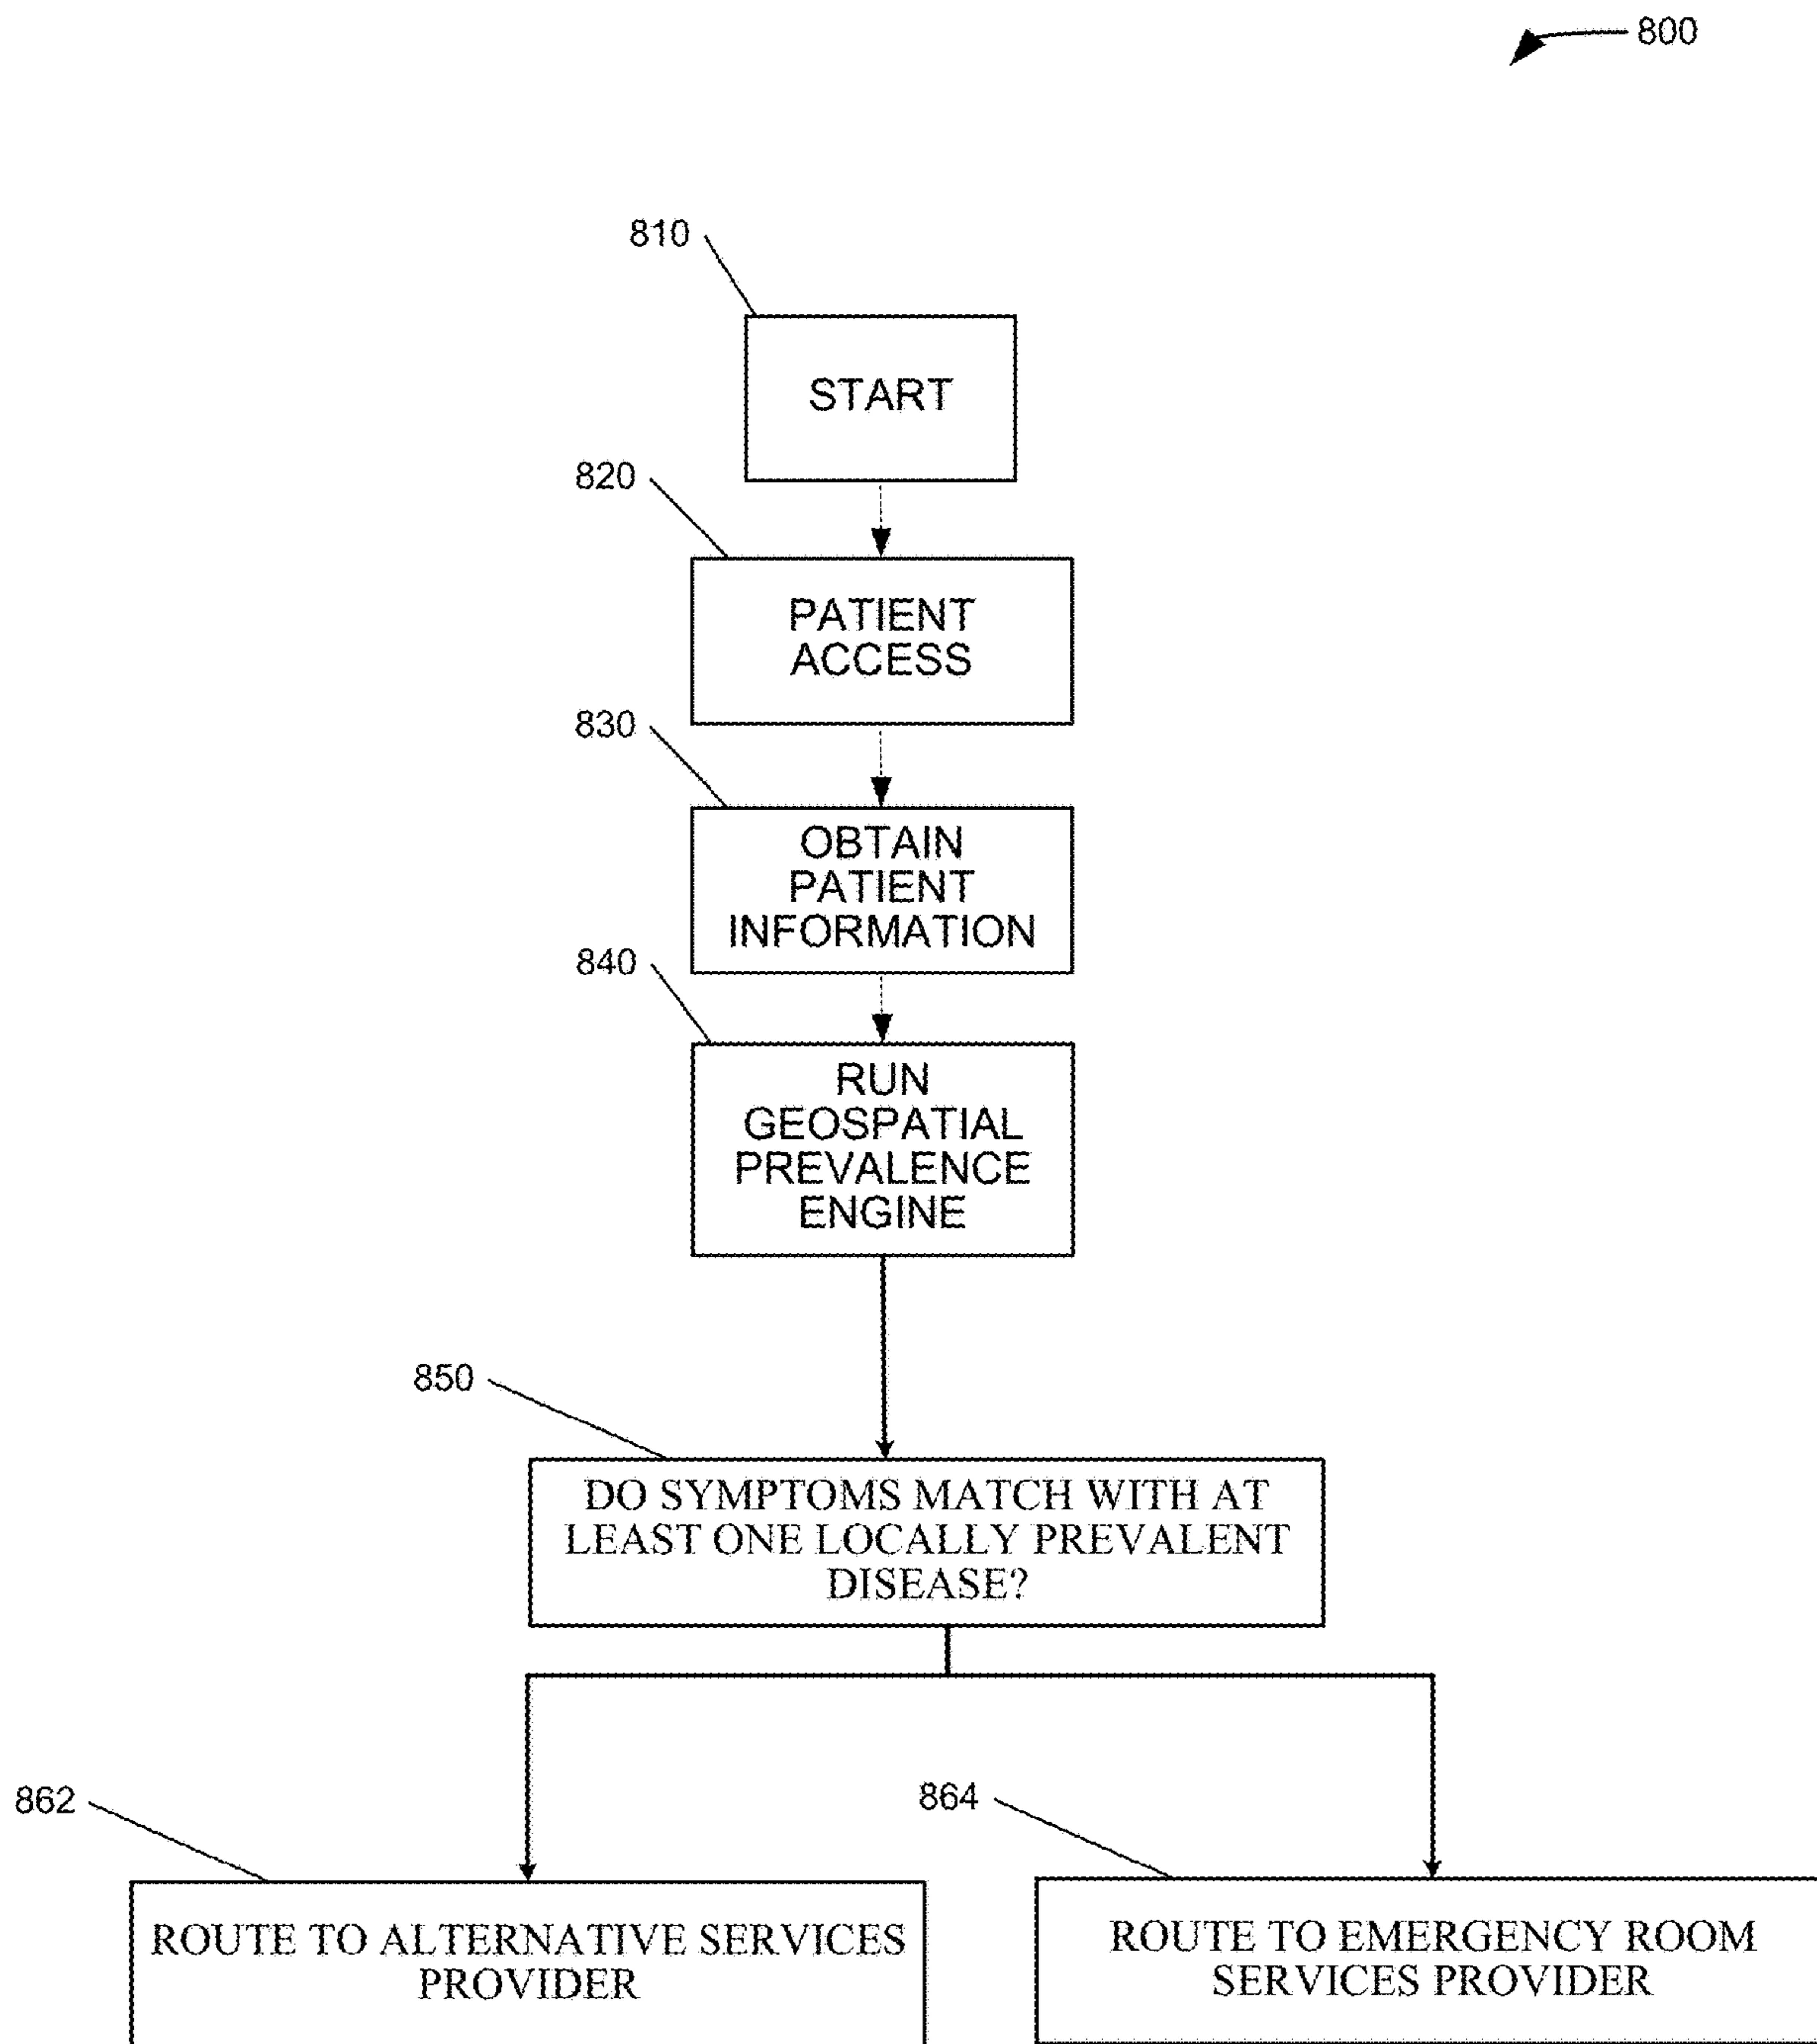 800
810
START
820
PATIENT
ACCESS
830
OBTAIN
PATIENT
INFORMATION
840
RUN
GEOSPATIAL
PREVALENCE
ENGINE
850
DO SYMPTOMS MATCH WITH AT
LEAST ONE LOCALLY PREVALENT
DISEASE?
862
ROUTE TO ALTERNATIVE SERVICES
PROVIDER
864
ROUTE TO EMERGENCY ROOM
SERVICES PROVIDER